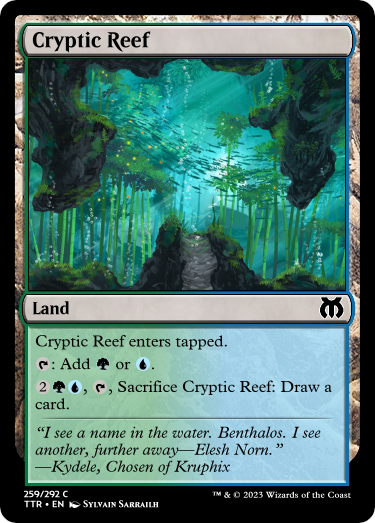 Cryptic Reef
Land
Cryptic Reef enters tapped.
: Add or .
2 , , Sacrifice Cryptic Reef: Draw a
card.
“I see a name in the water. Benthalos. I see
another, further away—Elesh Norn.”
—Kydele, Chosen of Kruphix
259/292 C
TTR • EN Sylvain Sarrailh
™ & © 2023 Wizards of the Coast